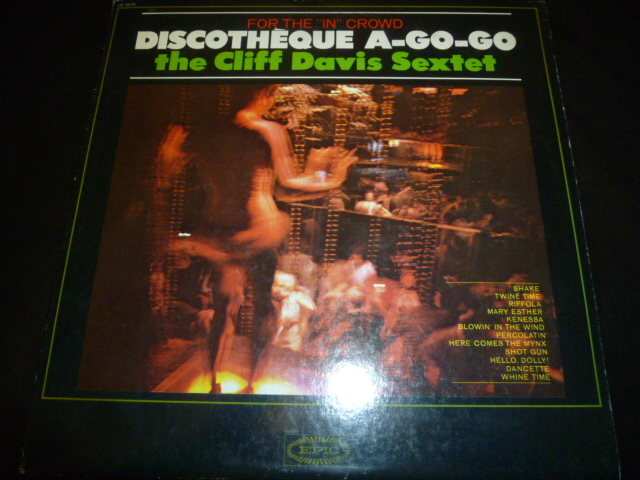 FOR THE "IN" CROWD
DISCOTHÈQUE A-GO-GO
the Cliff Davis Sextet
SHAKE
TWINE TIME
RIFFOLA
MARY ESTHER
KENESSA
BLOWIN' IN THE WIND
PERCOLATIN'
HERE COMES THE MYNX
SHOT GUN
HELLO, DOLLY!
DANCETTE
WHINE TIME
EPIC